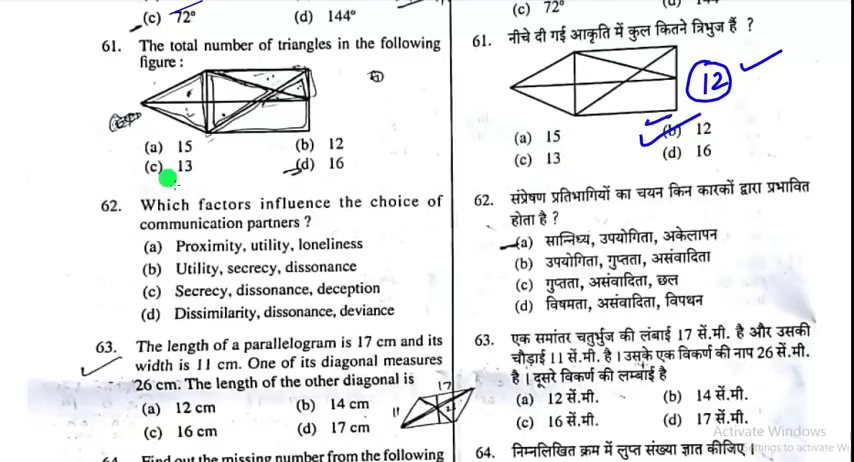 (c) 72°
(d) 144°
61. The total number of triangles in the following
figure :
(a) 15
(b) 12
(c) 13
(d) 16
62. Which factors influence the choice of
communication partners ?
(a) Proximity, utility, loneliness
(b) Utility, secrecy, dissonance
(c) Secrecy, dissonance, deception
(d) Dissimilarity, dissonance, deviance
63. The length of a parallelogram is 17 cm and its
width is 11 cm. One of its diagonal measures
26 cm. The length of the other diagonal is
17
11
(a) 12 cm
(b) 14 cm
(c) 16 cm
(d) 17 cm
Find out the missing number from the following
(c) 72°
61. नीचे दी गई आकृति में कुल कितने त्रिभुज हैं ?
12
(a) 15
(b) 12
(c) 13
(d) 16
62. संप्रेषण प्रतिभागियों का चयन किन कारकों द्वारा प्रभावित
होता है ?
(a) सान्निध्य, उपयोगिता, अकेलापन
(b) उपयोगिता, गुप्तता, असंवादिता
(c) गुप्तता, असंवादिता, छल
(d) विषमता, असंवादिता, विपथन
63. एक समांतर चतुर्भुज की लंबाई 17 सें.मी. है और उसकी
चौड़ाई 11 सें.मी. है । उसके एक विकर्ण की नाप 26 सें.मी.
है । दूसरे विकर्ण की लम्बाई है
(a) 12 सें.मी.
(b) 14 सें.मी.
(c) 16 सें.मी.
(d) 17 सें.मी.
64. निम्नलिखित क्रम में लुप्त संख्या ज्ञात कीजिए ।
Activate Windows
Settings to activate